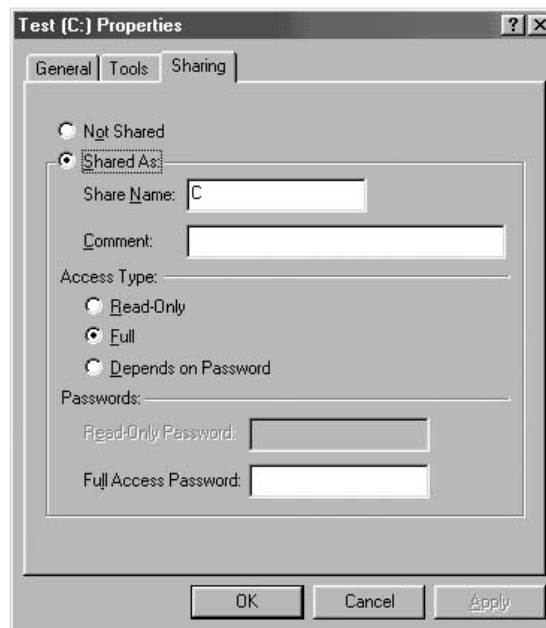 Test (C:) Properties
General Tools Sharing
Not Shared
Shared As:
Share Name: C
Comment:
Access Type:
Read-Only
Full
Depends on Password
Passwords:
Read-Only Password:
Full Access Password:
OK Cancel Apply